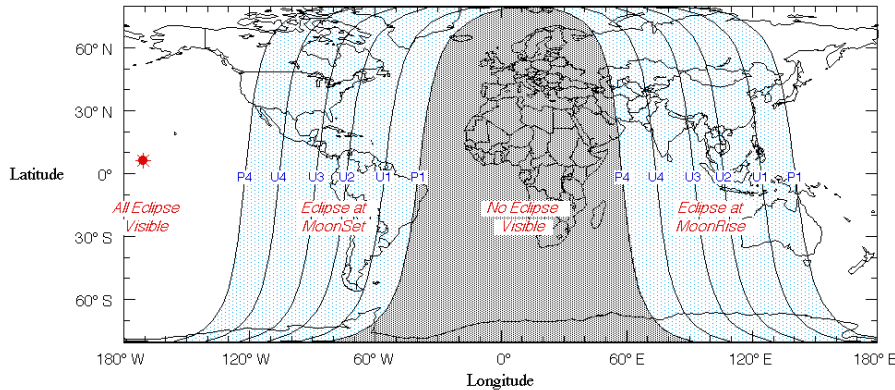 60° N
30° N
Latitude
0°
30° S
60° S
P4 U4 U3 U2 U1 P1 P4 U4 U3 U2 U1 P1
All Eclipse
Visible
Eclipse at
MoonSet
No Eclipse
Visible
Eclipse at
MoonRise
180° W 120° W 60° W 0° 60° E 120° E 180° E
Longitude